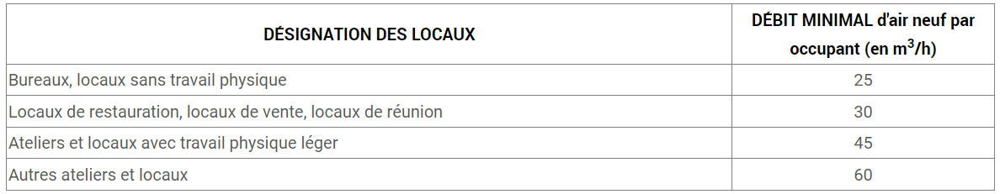 DÉSIGNATION DES LOCAUX
DÉBIT MINIMAL d'air neuf par
occupant (en m³/h)
Bureaux, locaux sans travail physique
25
Locaux de restauration, locaux de vente, locaux de réunion
30
Ateliers et locaux avec travail physique léger
45
Autres ateliers et locaux
60